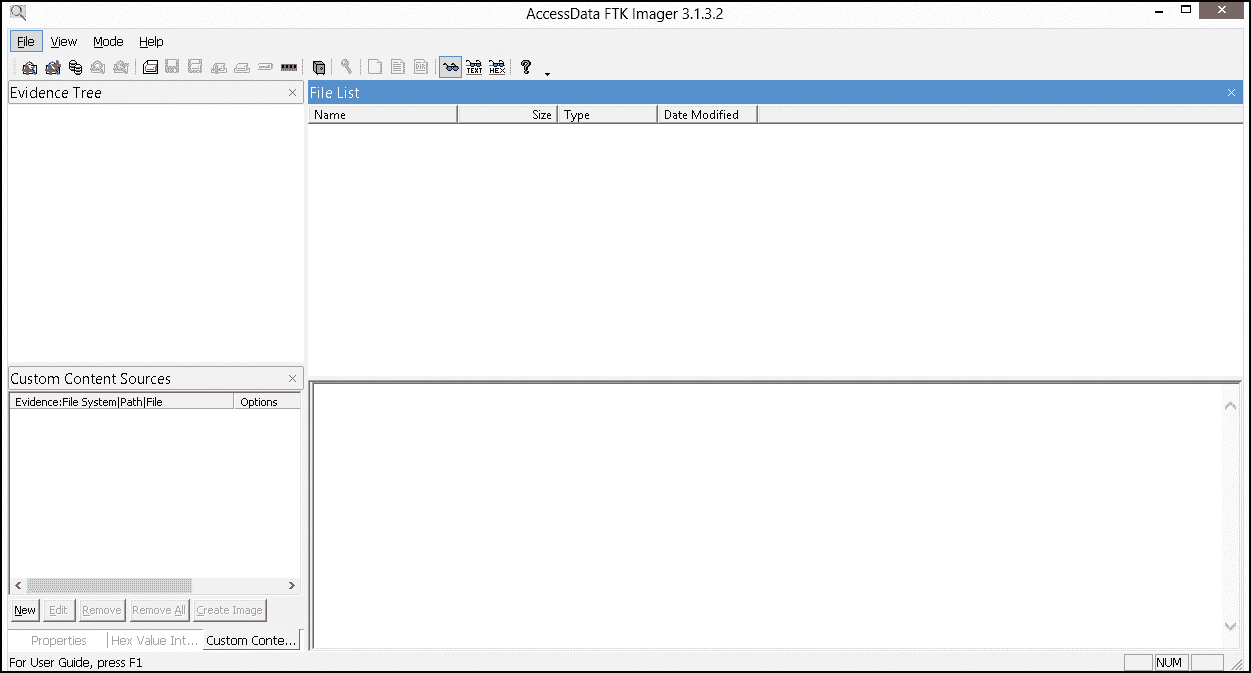 AccessData FTK Imager 3.1.3.2
File View Mode Help
TEXT HEX ?
Evidence Tree
File List
Name Size Type Date Modified
Custom Content Sources
Evidence:File System|Path|File Options
New Edit Remove Remove All Create Image
Properties Hex Value Int... Custom Conte...
For User Guide, press F1
NUM